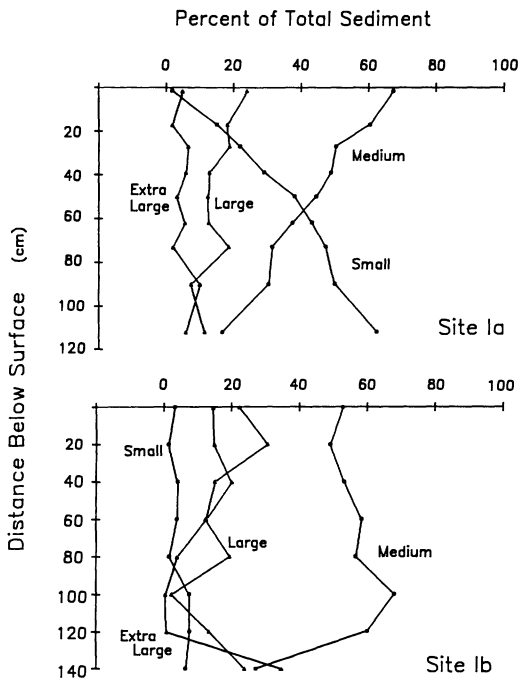 Percent of Total Sediment
0 20 40 60 80 100
20
40
60
80
100
120
Medium
Extra
Large
Large
Small
Site Ia
Distance Below Surface (cm)
0 20 40 60 80 100
20
40
60
80
100
120
140
Small
Large
Medium
Extra
Large
Site Ib